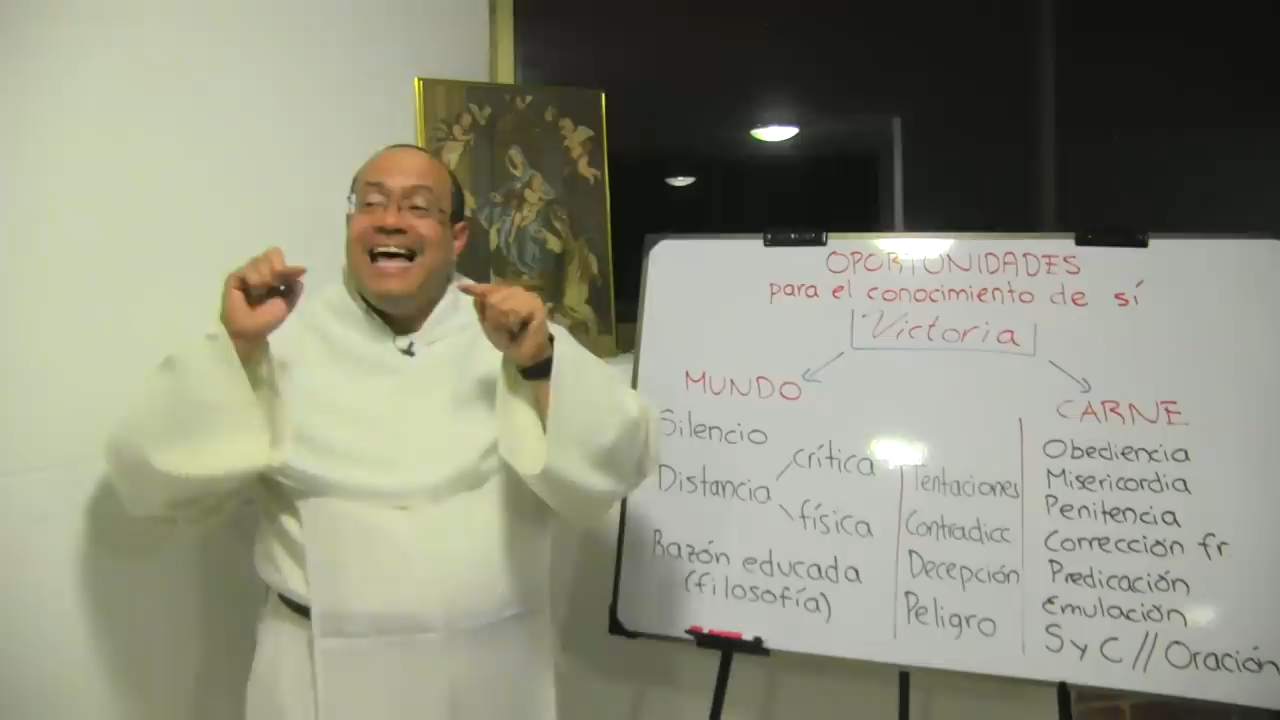 OPORTUNIDADES
para el conocimiento de sí
Victoria
MUNDO
Silencio
Distancia
crítica
física
Razón educada
(filosofía)
Tentaciones
Contradicc
Decepción
Peligro
CARNE
Obediencia
Misericordia
Penitencia
Corrección fr
Predicación
Emulación
S y C // Oración